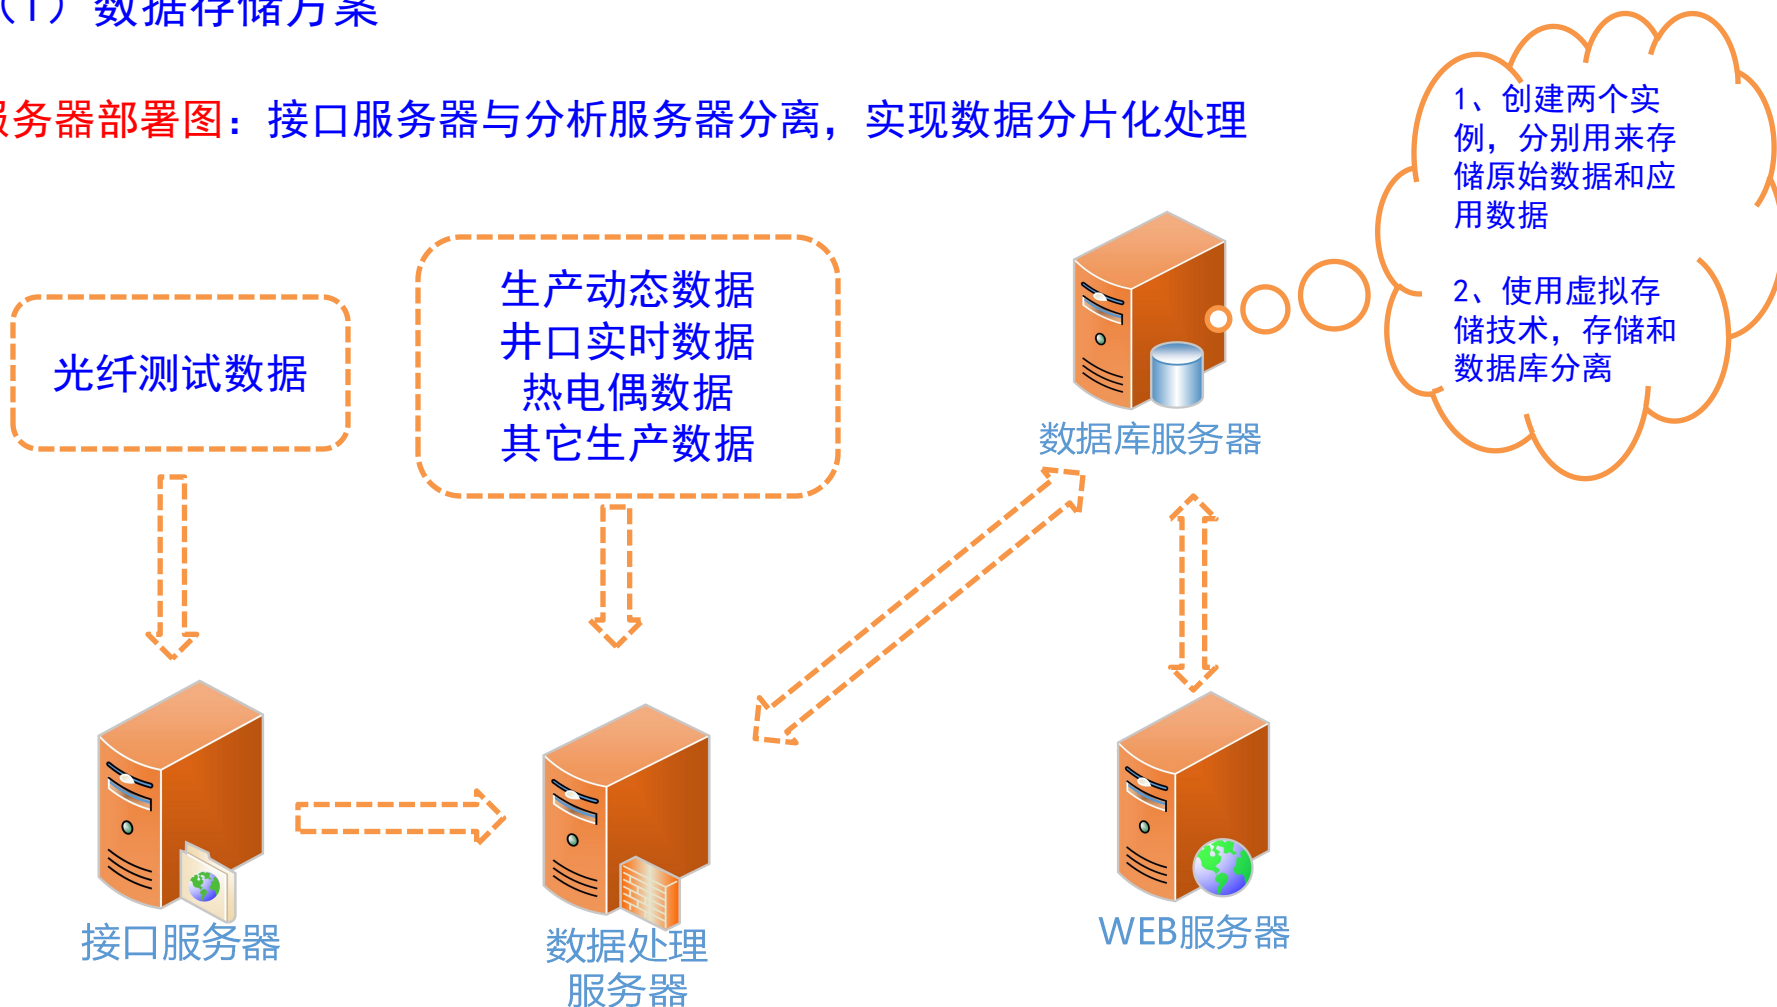 （1）数据存储方案
服务器部署图：接口服务器与分析服务器分离，实现数据分片化处理
1、创建两个实
例，分别用来存
储原始数据和应
用数据
2、使用虚拟存
储技术，存储和
数据库分离
生产动态数据
井口实时数据
热电偶数据
其它生产数据
光纤测试数据
数据库服务器
接口服务器
数据处理
服务器
WEB服务器